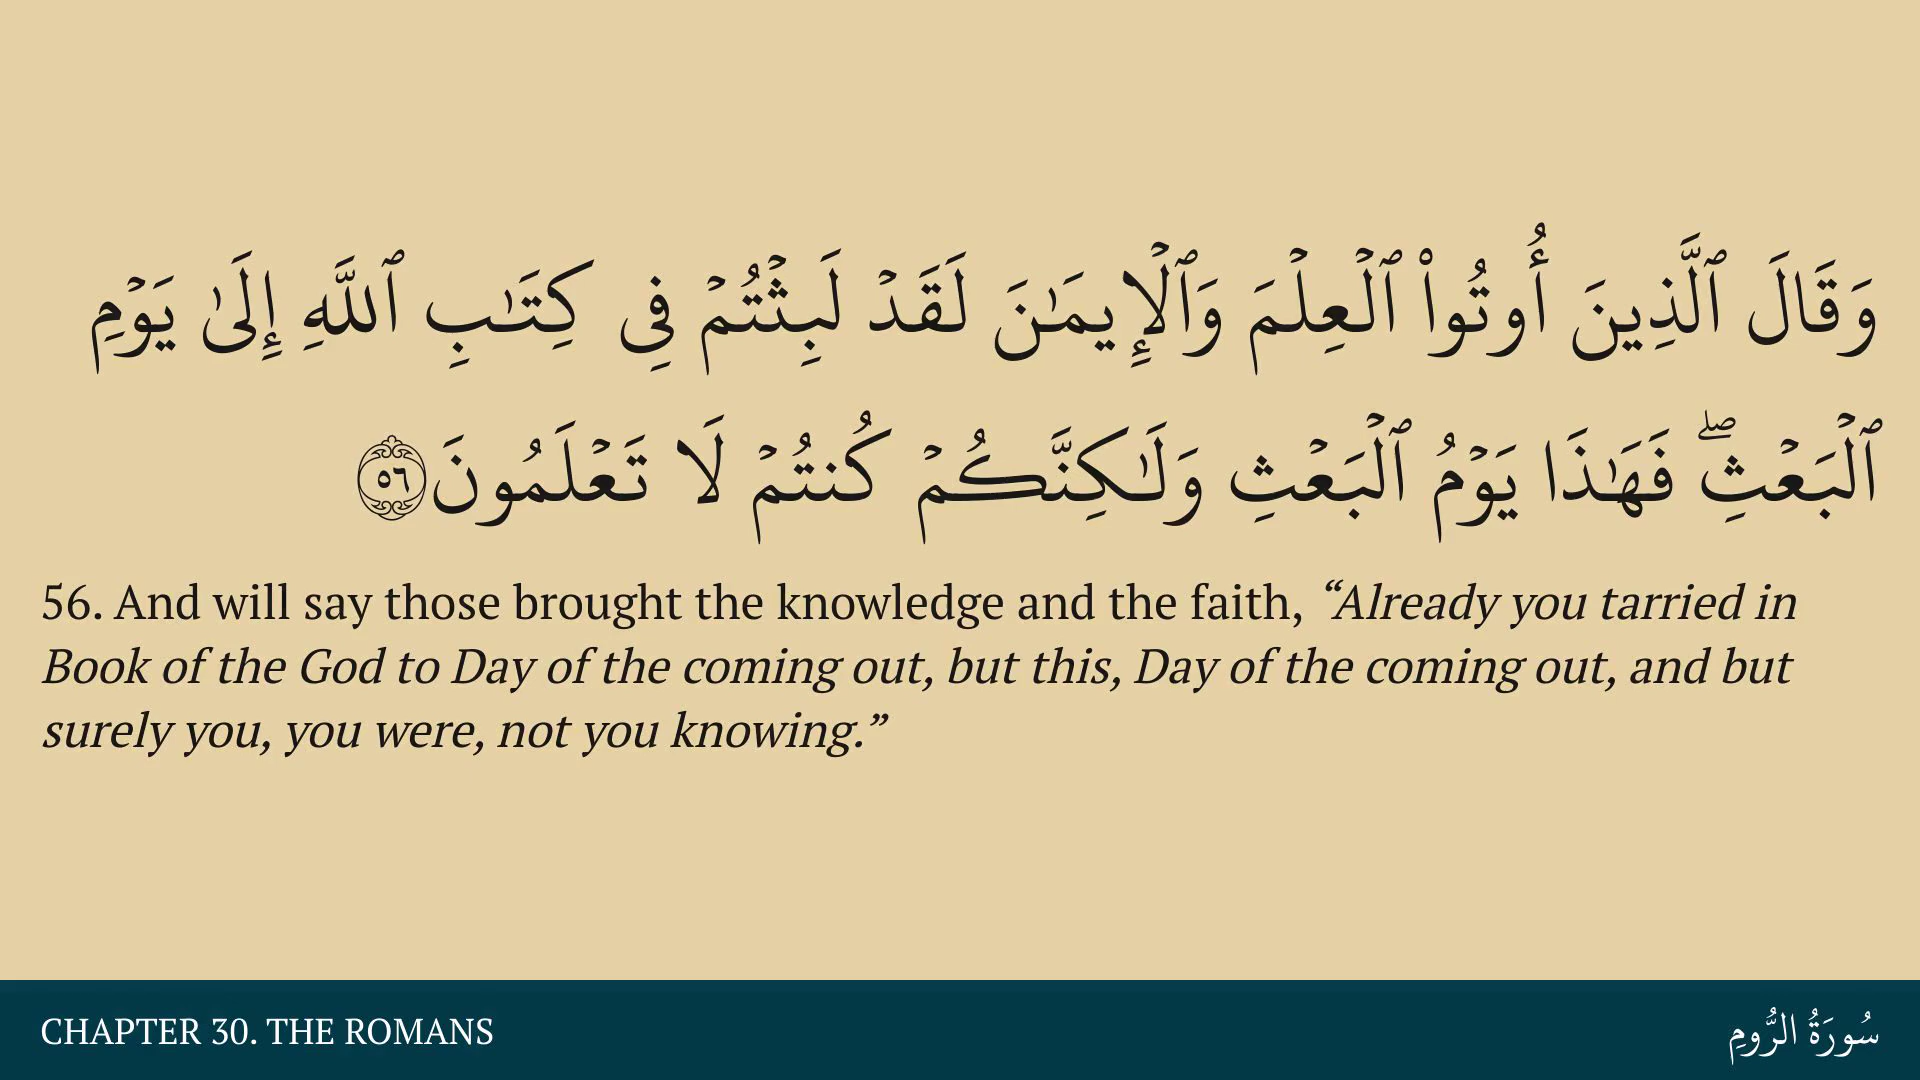 وَقَالَ ٱلَّذِينَ أُوتُوا۟ ٱلْعِلْمَ وَٱلْإِيمَـٰنَ لَقَدْ لَبِثْتُمْ فِى كِتَـٰبِ ٱللَّهِ إِلَىٰ يَوْمِ
ٱلْبَعْثِ ۖ فَهَـٰذَا يَوْمُ ٱلْبَعْثِ وَلَـٰكِنَّكُمْ كُنتُمْ لَا تَعْلَمُونَ ٥٦
56. And will say those brought the knowledge and the faith, “Already you tarried in
Book of the God to Day of the coming out, but this, Day of the coming out, and but
surely you, you were, not you knowing.”
CHAPTER 30. THE ROMANS
سُورَةُ الرُّومِ